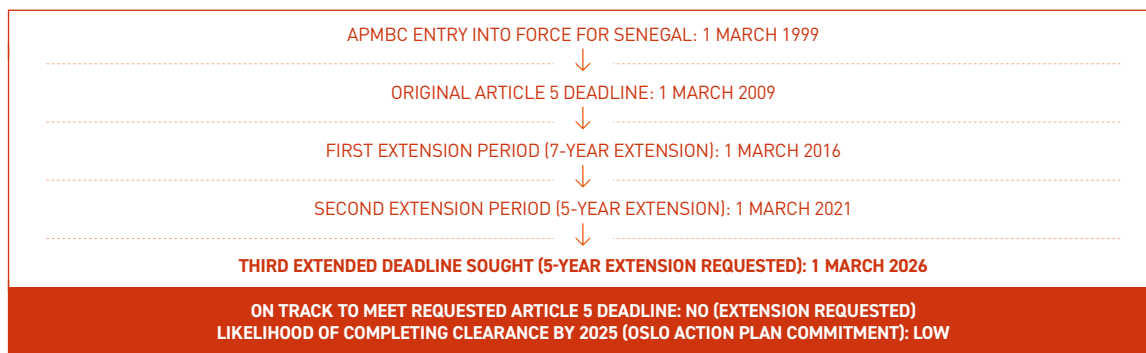 APMBC ENTRY INTO FORCE FOR SENEGAL: 1 MARCH 1999
ORIGINAL ARTICLE 5 DEADLINE: 1 MARCH 2009
FIRST EXTENSION PERIOD (7-YEAR EXTENSION): 1 MARCH 2016
SECOND EXTENSION PERIOD (5-YEAR EXTENSION): 1 MARCH 2021
THIRD EXTENDED DEADLINE SOUGHT (5-YEAR EXTENSION REQUESTED): 1 MARCH 2026
ON TRACK TO MEET REQUESTED ARTICLE 5 DEADLINE: NO (EXTENSION REQUESTED)
LIKELIHOOD OF COMPLETING CLEARANCE BY 2025 (OSLO ACTION PLAN COMMITMENT): LOW